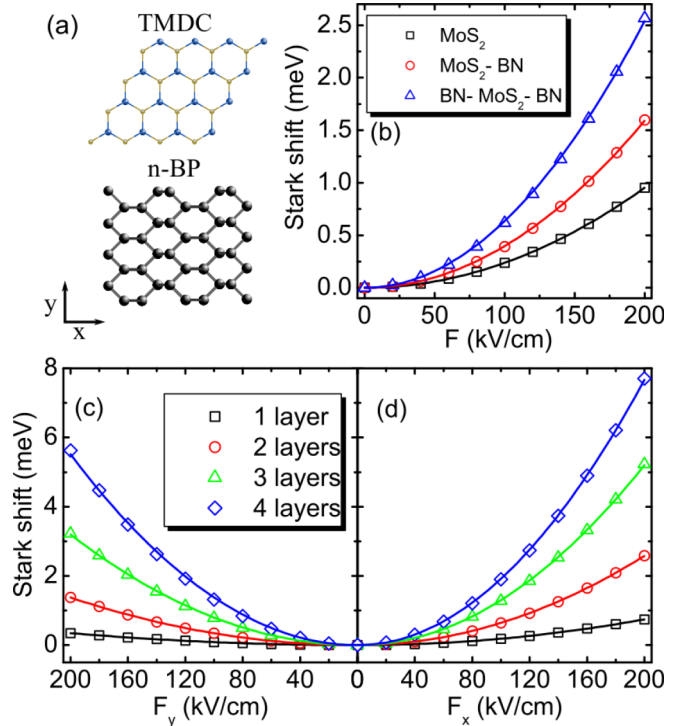 (a)
TMDC
n-BP
y
x
Stark shift (meV)
2.5
2.0
1.5
1.0
0.5
0.0
MoS₂
MoS₂- BN
BN- MoS₂- BN
(b)
0 50 100 150 200
F (kV/cm)
Stark shift (meV)
8
6
4
2
0
(c)
1 layer
2 layers
3 layers
4 layers
(d)
200 160 120 80 40 0 40 80 120 160 200
F_y (kV/cm)
F_x (kV/cm)